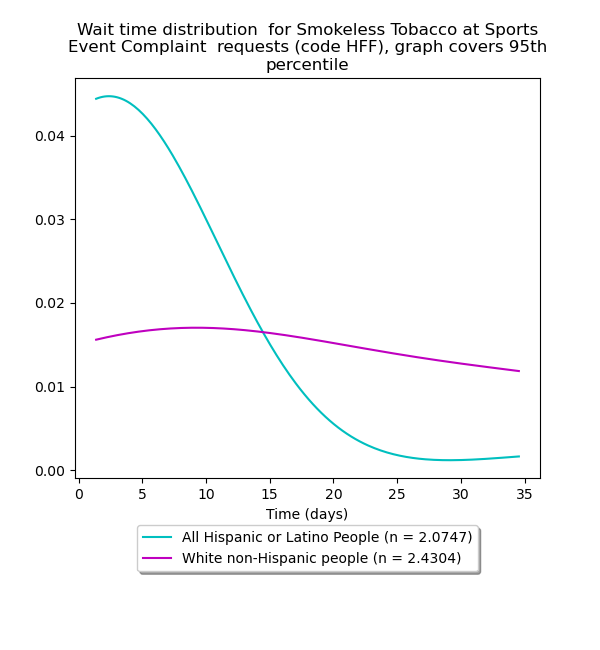 Wait time distribution  for Smokeless Tobacco at Sports
Event Complaint  requests (code HFF), graph covers 95th
percentile
0.04
0.03
0.02
0.01
0.00
0 5 10 15 20 25 30 35
Time (days)
All Hispanic or Latino People (n = 2.0747)
White non-Hispanic people (n = 2.4304)